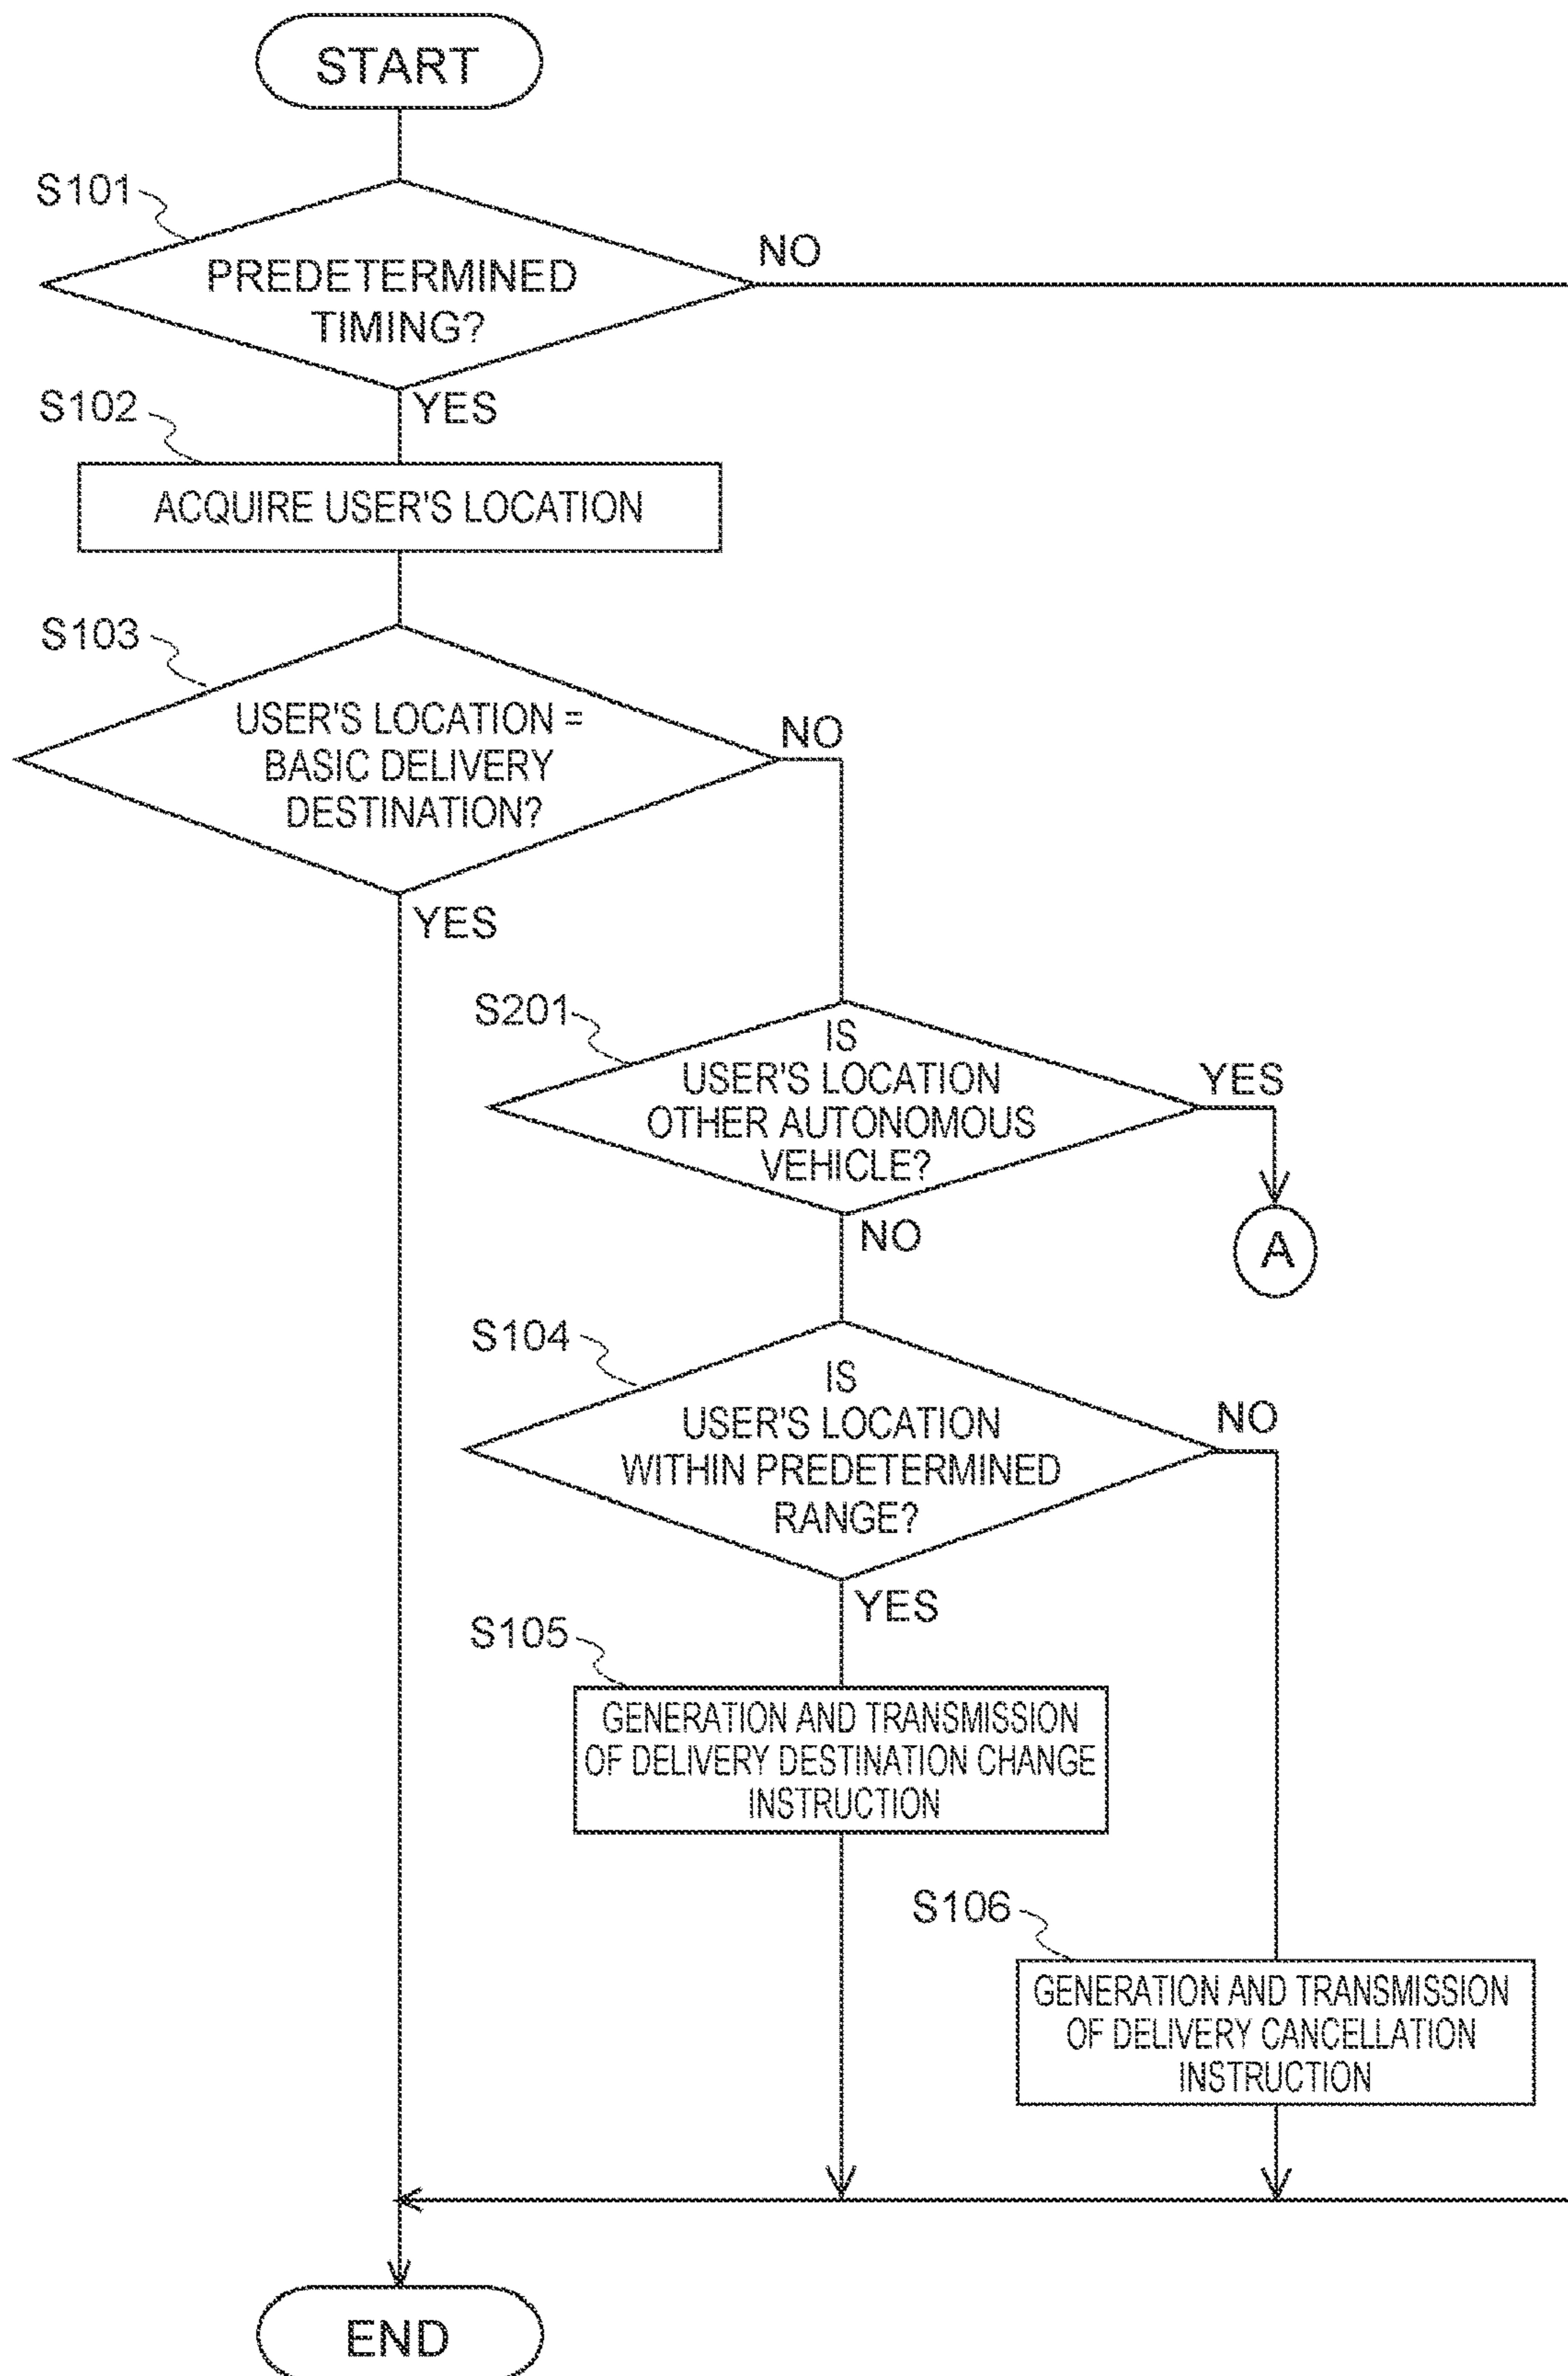 START
S101
NO
PREDETERMINED
TIMING?
YES
S102
ACQUIRE USER'S LOCATION
S103
NO
USER'S LOCATION =
BASIC DELIVERY
DESTINATION?
YES
S201
IS
USER'S LOCATION
OTHER AUTONOMOUS
VEHICLE?
YES
A
NO
S104
IS
USER'S LOCATION
WITHIN PREDETERMINED
RANGE?
NO
YES
S105
GENERATION AND TRANSMISSION
OF DELIVERY DESTINATION CHANGE
INSTRUCTION
S106
GENERATION AND TRANSMISSION
OF DELIVERY CANCELLATION
INSTRUCTION
END